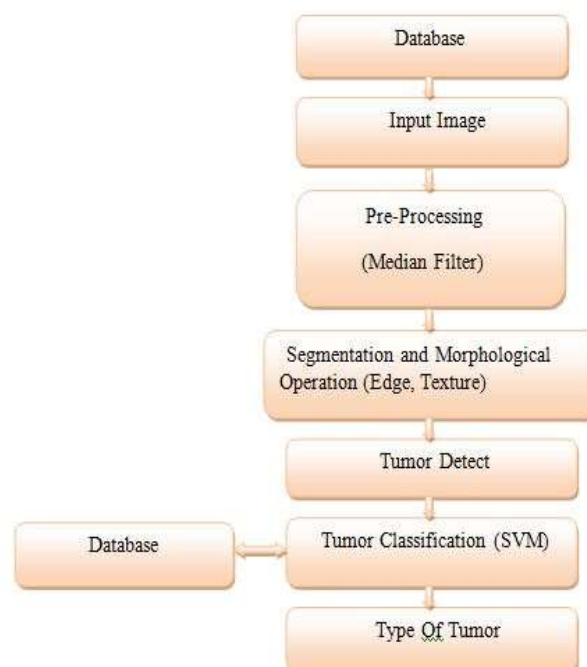 Database
Input Image
Pre-Processing
(Median Filter)
Segmentation and Morphological
Operation (Edge, Texture)
Tumor Detect
Database
Tumor Classification (SVM)
Type Of Tumor